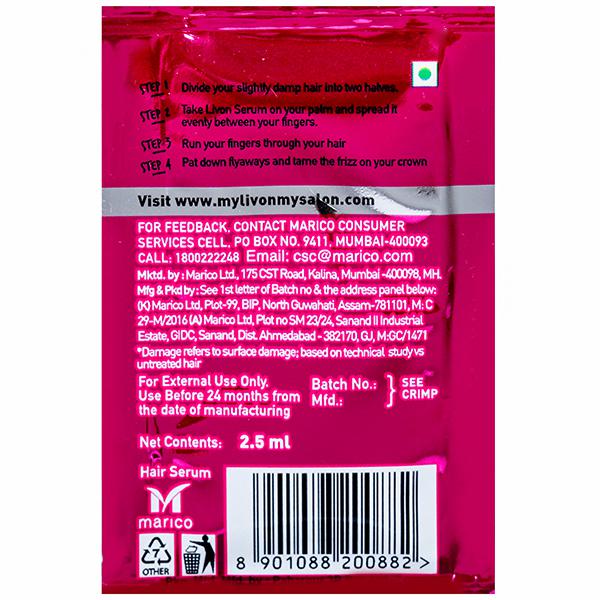 STEP 1 Divide your slightly damp hair into two halves.
STEP 2 Take Livon Serum on your palm and spread it
evenly between your fingers.
STEP 3 Run your fingers through your hair
STEP 4 Pat down flyaways and tame the frizz on your crown
Visit www.mylivonmysalon.com
FOR FEEDBACK, CONTACT MARICO CONSUMER
SERVICES CELL, PO BOX NO. 9411, MUMBAI-400093
CALL: 1800222248 Email: csc@marico.com
Mktd. by : Marico Ltd., 175 CST Road, Kalina, Mumbai -400098, MH.
Mfg & Pkd by : See 1st letter of Batch no & the address panel below:
(K) Marico Ltd, Plot-99, BIP, North Guwahati, Assam-781101, M: C
29-M/2016 (A) Marico Ltd, Plot no SM 23/24, Sanand II Industrial
Estate, GIDC, Sanand, Dist. Ahmedabad - 382170, GJ, M:GC/1471
*Damage refers to surface damage; based on technical study vs
untreated hair
For External Use Only.
Use Before 24 months from
the date of manufacturing
Batch No.:
Mfd.:
SEE
CRIMP
Net Contents: 2.5 ml
Hair Serum
marico
7
OTHER
8 901088 200882 >